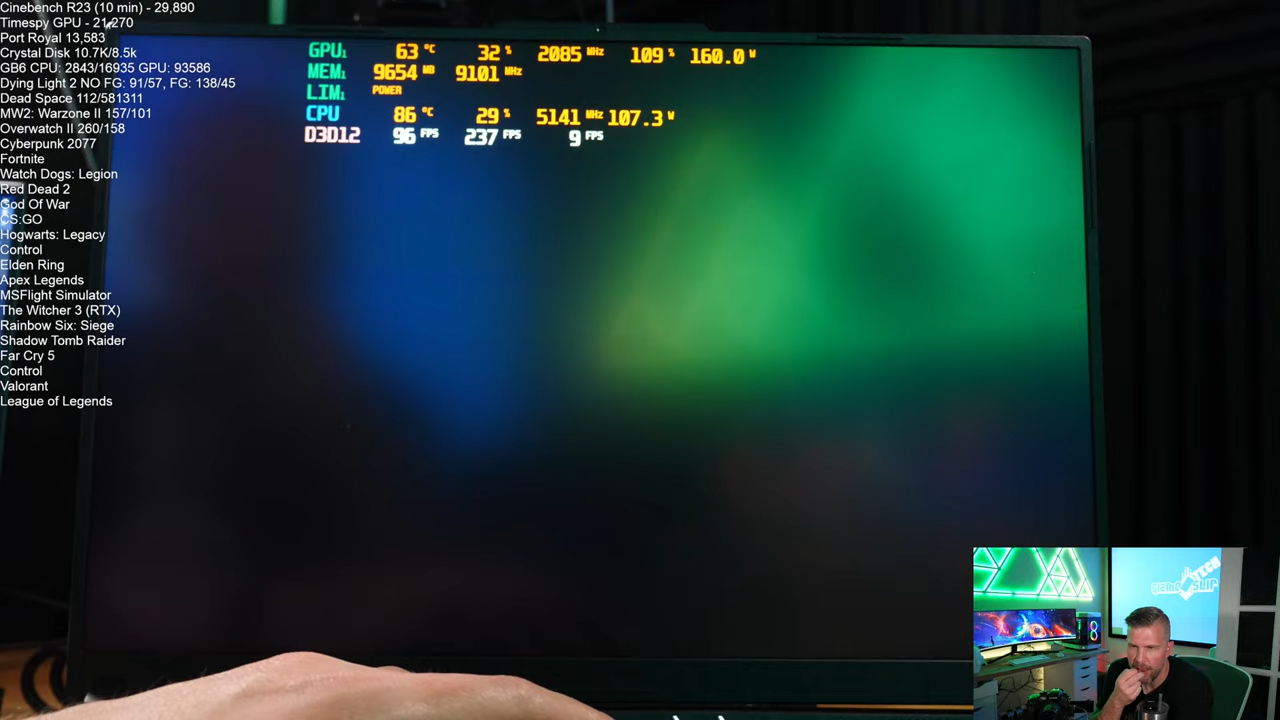 Cinebench R23 (10 min) - 29,890
Timespy GPU - 21,270
Port Royal 13,583
Crystal Disk 10.7K/8.5k
GB6 CPU: 2843/16935 GPU: 93586
Dying Light 2 NO FG: 91/57, FG: 138/45
Dead Space 112/581311
MW2: Warzone II 157/101
Overwatch II 260/158
Cyberpunk 2077
Fortnite
Watch Dogs: Legion
Red Dead 2
God Of War
CS:GO
Hogwarts: Legacy
Control
Elden Ring
Apex Legends
MSFlight Simulator
The Witcher 3 (RTX)
Rainbow Six: Siege
Shadow Tomb Raider
Far Cry 5
Control
Valorant
League of Legends
GPU1 63 °C 32 % 2085 MHz 109 % 160.0 W
MEM1 9654 MB 9101 MHz
LIM1 POWER
CPU 86 °C 29 % 5141 MHz 107.3 W
D3D12 96 FPS 237 FPS 9 FPS
GIZMO SLIP TECH